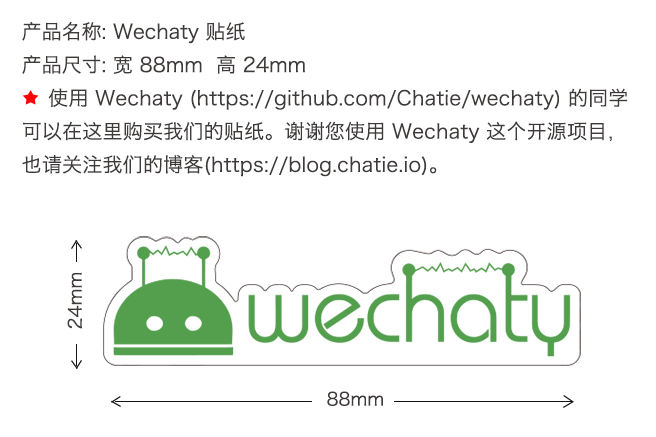 产品名称: Wechaty 贴纸
产品尺寸: 宽 88mm 高 24mm
★ 使用 Wechaty (https://github.com/Chatie/wechaty) 的同学
可以在这里购买我们的贴纸。谢谢您使用 Wechaty 这个开源项目，
也请关注我们的博客(https://blog.chatie.io)。
24mm
wechaty
88mm